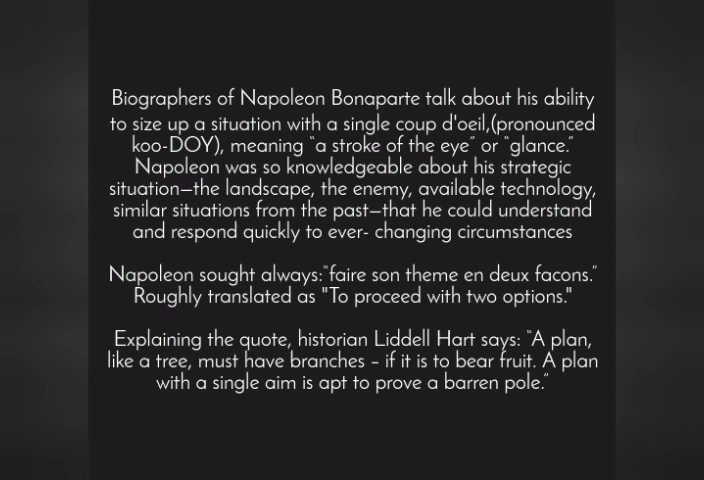 Biographers of Napoleon Bonaparte talk about his ability
to size up a situation with a single coup d'oeil,(pronounced
koo-DOY), meaning “a stroke of the eye” or “glance.”
Napoleon was so knowledgeable about his strategic
situation—the landscape, the enemy, available technology,
similar situations from the past—that he could understand
and respond quickly to ever- changing circumstances
Napoleon sought always:“faire son theme en deux facons.”
Roughly translated as "To proceed with two options."
Explaining the quote, historian Liddell Hart says: “A plan,
like a tree, must have branches – if it is to bear fruit. A plan
with a single aim is apt to prove a barren pole.”